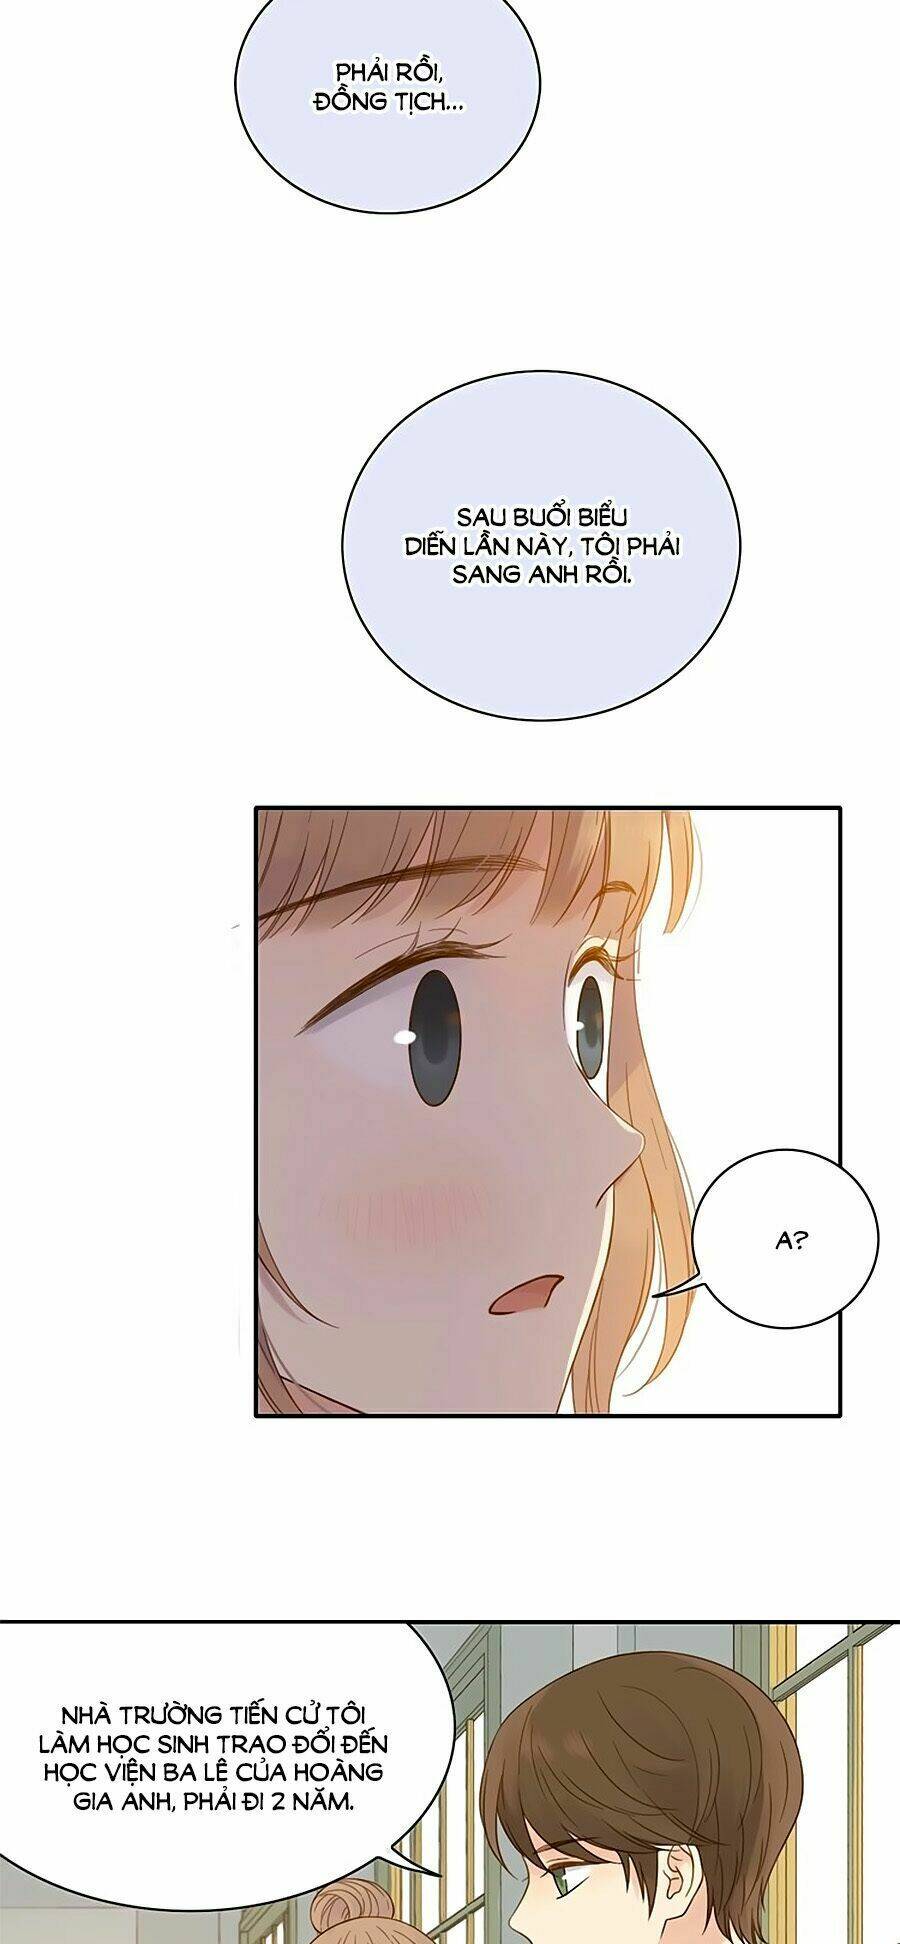 PHẢI RỒI,
ĐỒNG TỊCH...
SAU BUỔI BIỂU
DIỄN LẦN NÀY, TÔI PHẢI
SANG ANH RỒI.
A?
NHÀ TRƯỜNG TIẾN CỬ TÔI
LÀM HỌC SINH TRAO ĐỔI ĐẾN
HỌC VIỆN BA LÊ CỦA HOÀNG
GIA ANH, PHẢI ĐI 2 NĂM.